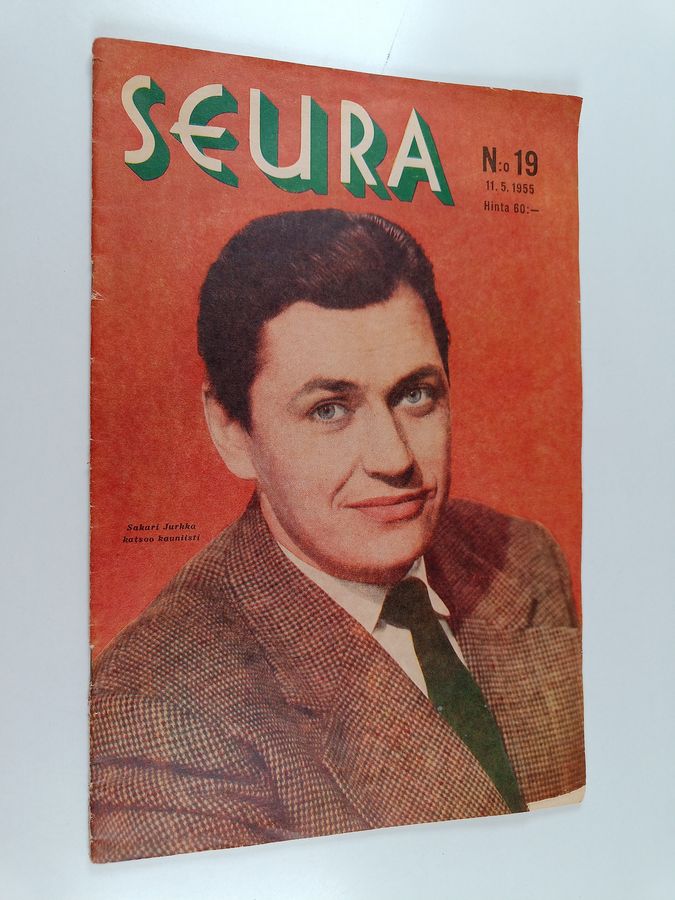 SEURA
N:o 19
11.5.1955
Hinta 60:—
Sakari Jurkka
katsoo kauniisti